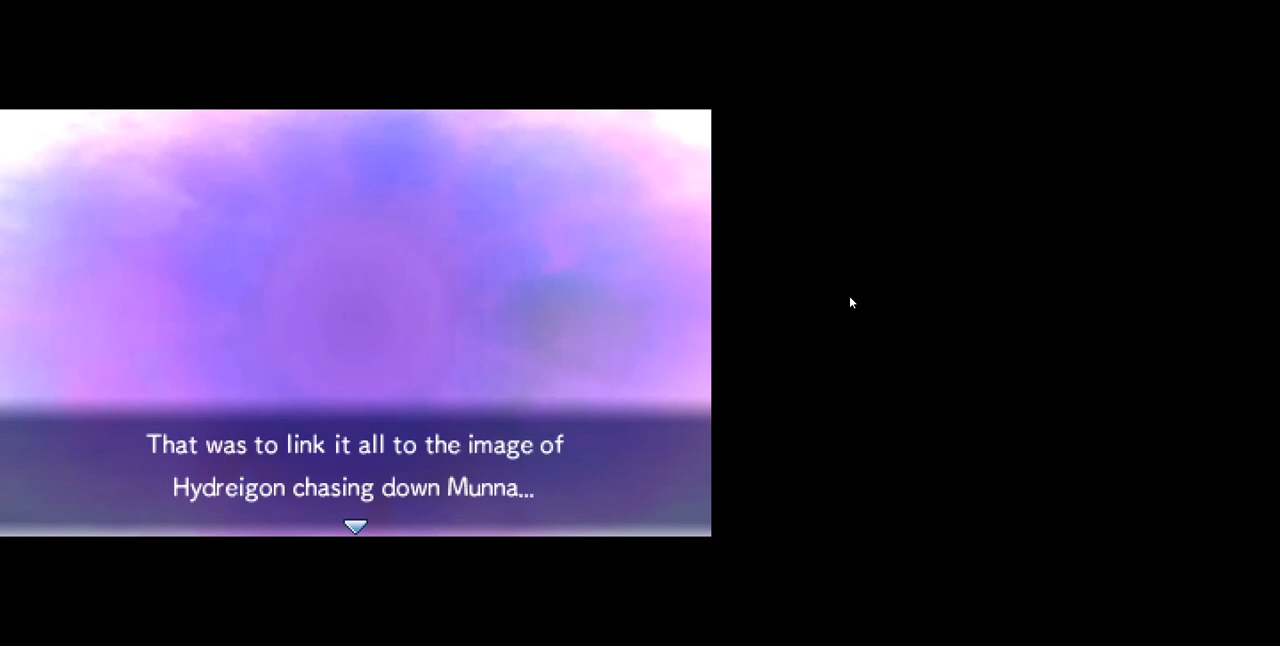 That was to link it all to the image of
Hydreigon chasing down Munna...